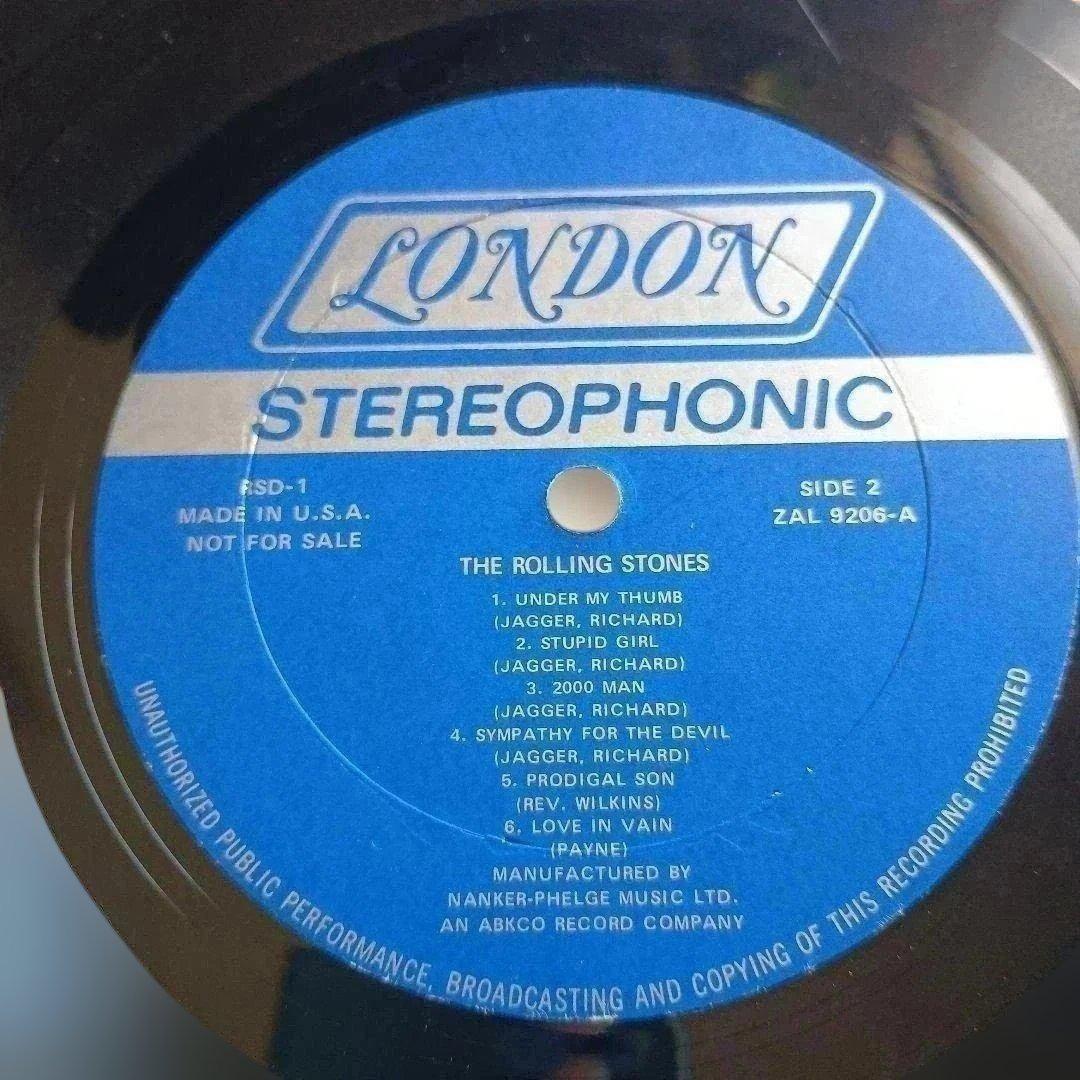 LONDON
STEREOPHONIC
RSD-1
MADE IN U.S.A.
NOT FOR SALE
SIDE 2
ZAL 9206-A
THE ROLLING STONES
1. UNDER MY THUMB
(JAGGER, RICHARD)
2. STUPID GIRL
(JAGGER, RICHARD)
3. 2000 MAN
(JAGGER, RICHARD)
4. SYMPATHY FOR THE DEVIL
(JAGGER, RICHARD)
5. PRODIGAL SON
(REV. WILKINS)
6. LOVE IN VAIN
(PAYNE)
MANUFACTURED BY
NANKER-PHELGE MUSIC LTD.
AN ABKCO RECORD COMPANY
UNAUTHORIZED PUBLIC PERFORMANCE, BROADCASTING AND COPYING OF THIS RECORDING PROHIBITED